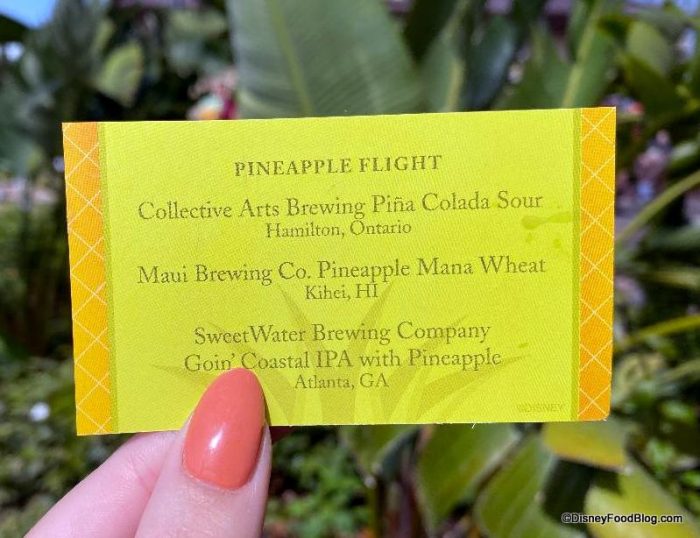 PINEAPPLE FLIGHT
Collective Arts Brewing Piña Colada Sour
Hamilton, Ontario
Maui Brewing Co. Pineapple Mana Wheat
Kihei, HI
SweetWater Brewing Company
Goin' Coastal IPA with Pineapple
Atlanta, GA
©DISNEY
©DisneyFoodBlog.com